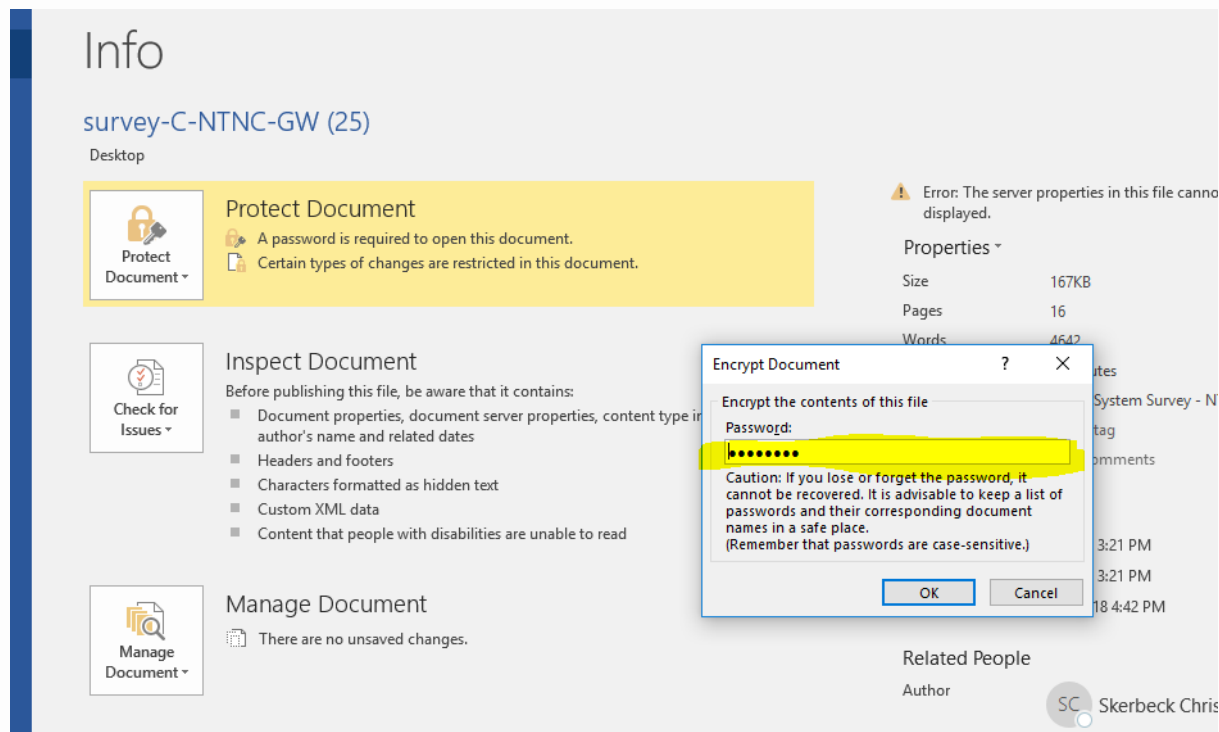 Info
survey-C-NTNC-GW (25)
Desktop
Protect Document
Protect
Document
A password is required to open this document.
Certain types of changes are restricted in this document.
Inspect Document
Check for
Issues
Before publishing this file, be aware that it contains:
Document properties, document server properties, content type
author's name and related dates
Headers and footers
Characters formatted as hidden text
Custom XML data
Content that people with disabilities are unable to read
Manage Document
Manage
Document
There are no unsaved changes.
Error: The server properties in this file
displayed.
Properties
Size 167KB
Pages 16
Words 4642
System Survey -
tag
3:21 PM
3:21 PM
4:42 PM
Related People
Author
SC Skerbeck Chris
Encrypt Document ?
Encrypt the contents of this file
Password:
••••••••
Caution: If you lose or forget the password, it
cannot be recovered. It is advisable to keep a list of
passwords and their corresponding document
names in a safe place.
(Remember that passwords are case-sensitive.)
OK Cancel